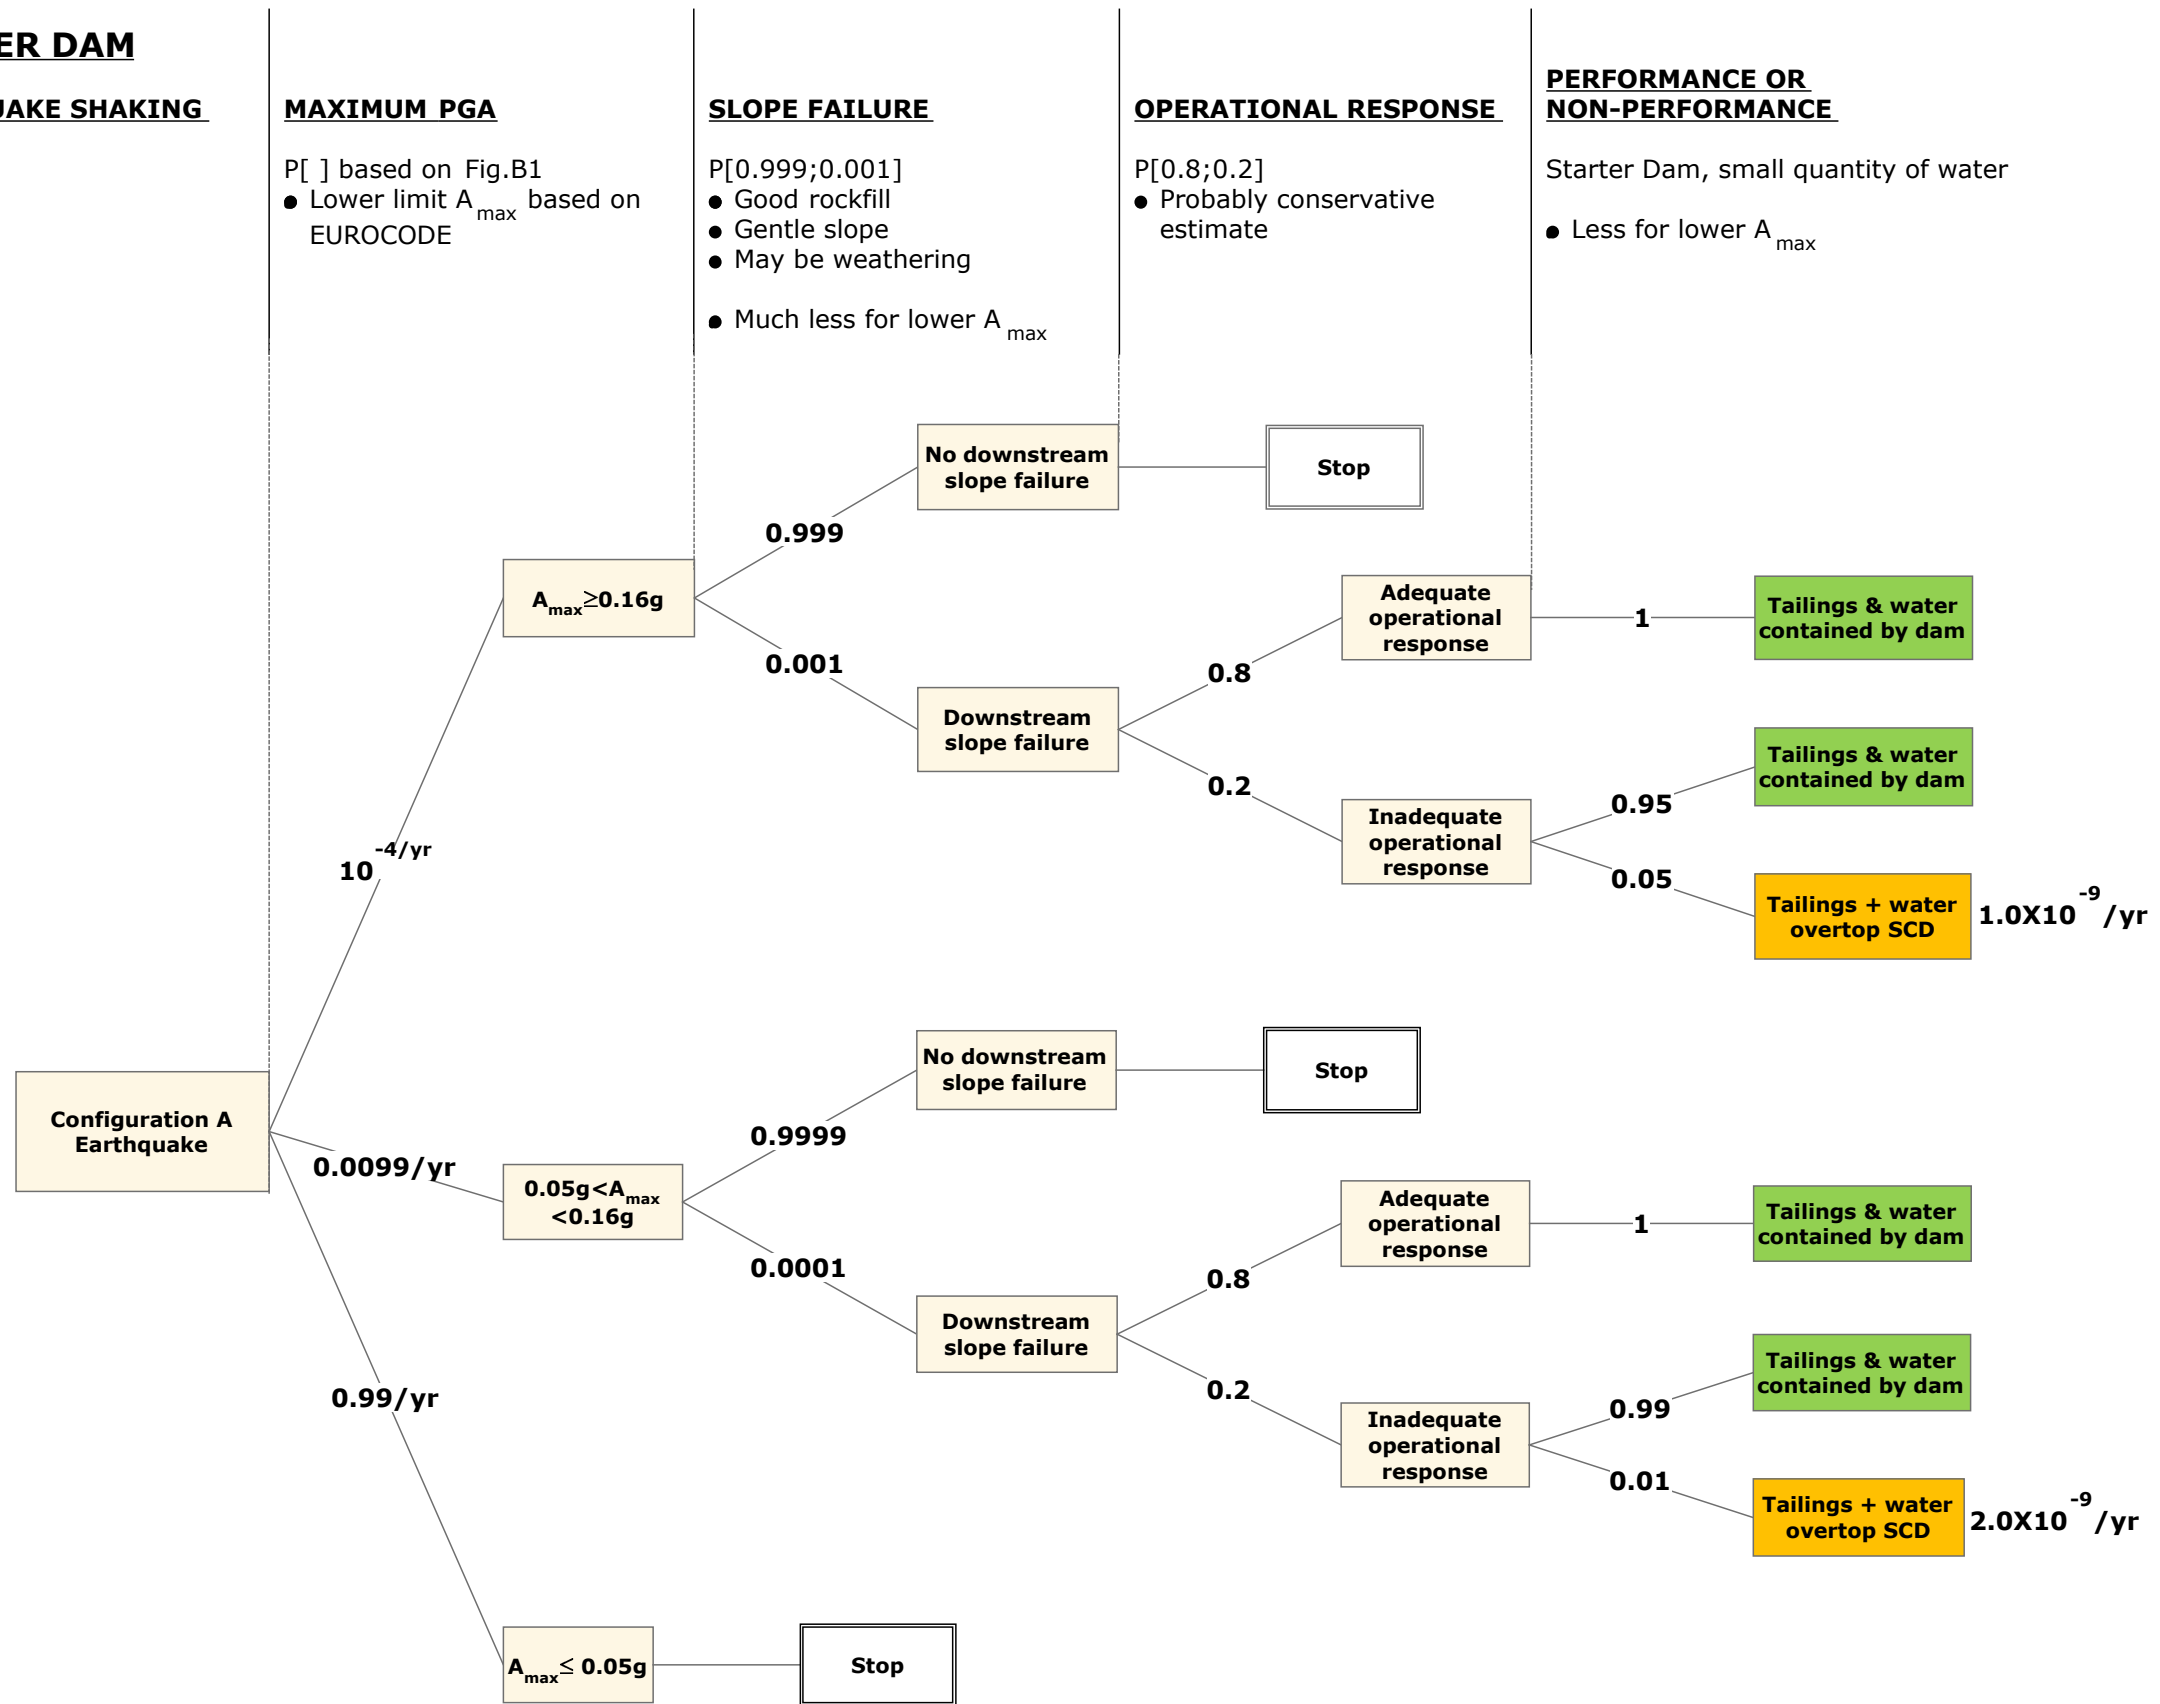 ER DAM
UAKE SHAKING
MAXIMUM PGA
P[ ] based on Fig.B1
● Lower limit Amax based on
EUROCODE
SLOPE FAILURE
P[0.999;0.001]
● Good rockfill
● Gentle slope
● May be weathering
● Much less for lower Amax
OPERATIONAL RESPONSE
P[0.8;0.2]
● Probably conservative
estimate
PERFORMANCE OR
NON-PERFORMANCE
Starter Dam, small quantity of water
● Less for lower Amax
No downstream
slope failure
Stop
0.999
Amax≥0.16g
0.001
Downstream
slope failure
0.8
Adequate
operational
response
1
Tailings & water
contained by dam
0.2
Inadequate
operational
response
0.95
Tailings & water
contained by dam
0.05
Tailings + water
overtop SCD
1.0X10-9/yr
10-4/yr
Configuration A
Earthquake
0.0099/yr
0.05g<Amax
<0.16g
0.9999
No downstream
slope failure
Stop
0.0001
Downstream
slope failure
0.8
Adequate
operational
response
1
Tailings & water
contained by dam
0.2
Inadequate
operational
response
0.99
Tailings & water
contained by dam
0.01
Tailings + water
overtop SCD
2.0X10-9/yr
0.99/yr
Amax≤ 0.05g
Stop